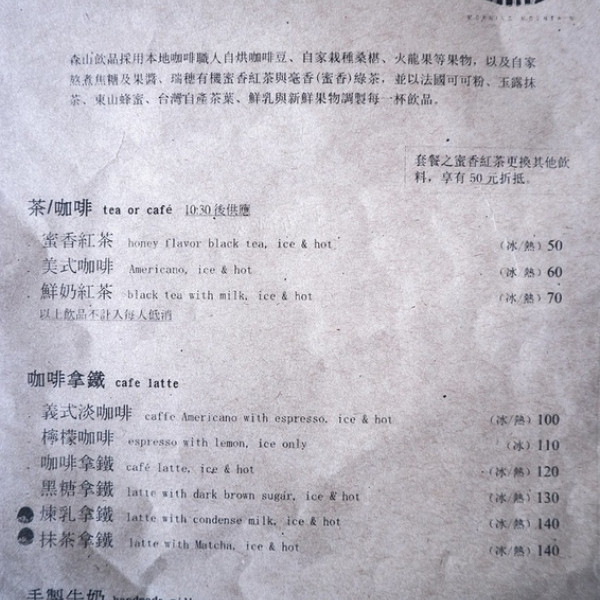 森山飲品採用本地咖啡職人自烘咖啡豆、自家栽種桑椹、火龍果等果物,以及自家
熬煮焦糖及果醬、瑞穗有機蜜香紅茶與毫香(蜜香)綠茶,並以法國可可粉、玉露抹
茶、東山蜂蜜、台灣自產茶葉、鮮乳與新鮮果物調製每一杯飲品。
套餐之蜜香紅茶更換其他飲
料,享有 50 元折抵。
茶/咖啡 tea or café 10:30 後供應
蜜香紅茶 honey flavor black tea, ice & hot (冰/熱) 50
美式咖啡 Americano, ice & hot (冰/熱) 60
鮮奶紅茶 black tea with milk, ice & hot (冰/熱) 70
以上飲品不計入每人低消
咖啡拿鐵 cafe latte
義式淡咖啡 caffe Americano with espresso, ice & hot (冰/熱) 100
檸檬咖啡 espresso with lemon, ice only (冰) 110
咖啡拿鐵 café latte, ice & hot (冰/熱) 120
黑糖拿鐵 latte with dark brown sugar, ice & hot (冰/熱) 130
煉乳拿鐵 latte with condense milk, ice & hot (冰/熱) 140
抹茶拿鐵 latte with Matcha, ice & hot (冰/熱) 140
手製牛奶 handmade milk